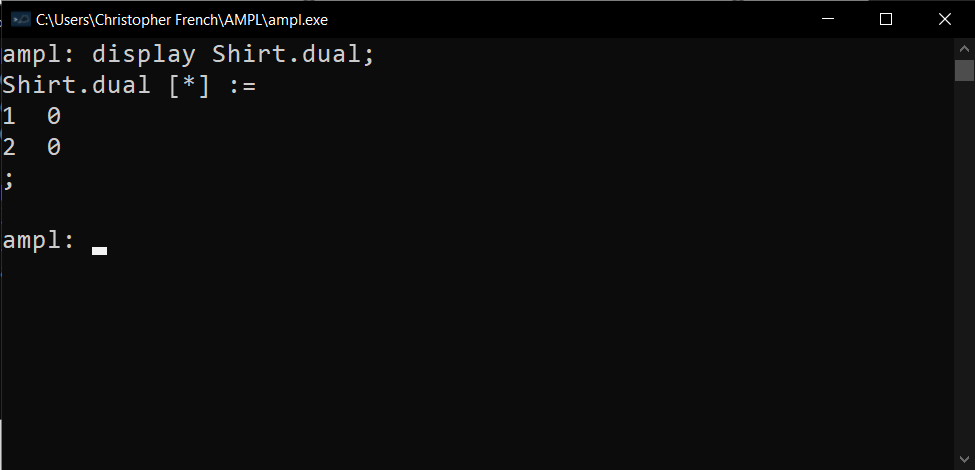 C:\Users\Christopher French\AMPL\ampl.exe
ampl: display Shirt.dual;
Shirt.dual [*] :=
1  0
2  0
;
ampl: